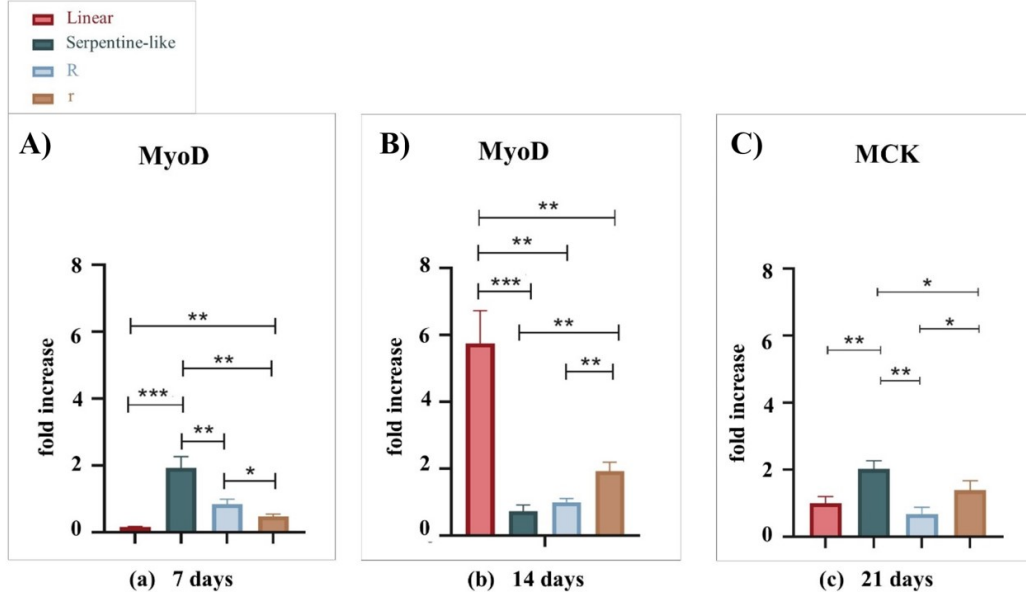 Linear
Serpentine-like
R
r
A)
MyoD
fold increase
8
6
4
2
0
**
**
***
**
*
(a) 7 days
B)
MyoD
fold increase
8
6
4
2
0
**
**
***
**
**
(b) 14 days
C)
MCK
fold increase
8
6
4
2
0
*
*
**
**
(c) 21 days